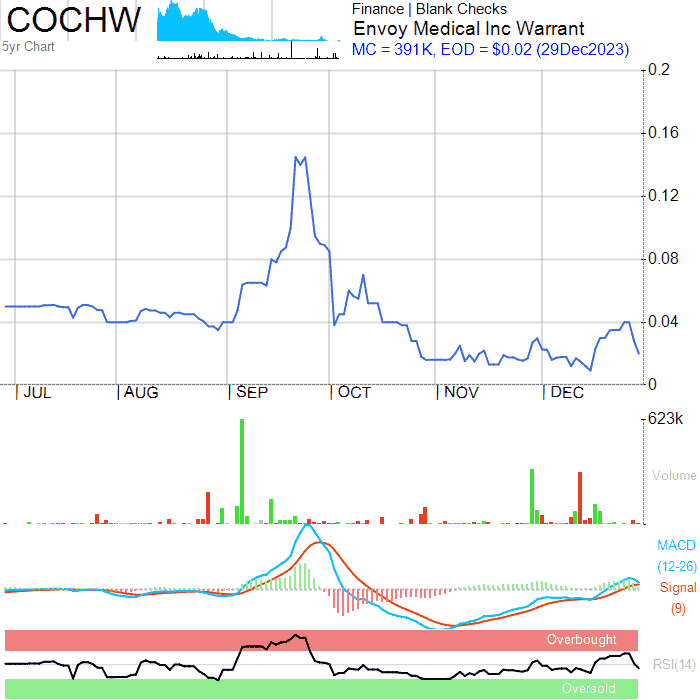 COCHW
5yr Chart
Finance | Blank Checks
Envoy Medical Inc Warrant
MC = 391K, EOD = $0.02 (29Dec2023)
0.2
0.16
0.12
0.08
0.04
0
JUL AUG SEP OCT NOV DEC
623k
Volume
MACD
(12-26)
Signal
(9)
Overbought
RSI(14)
Oversold